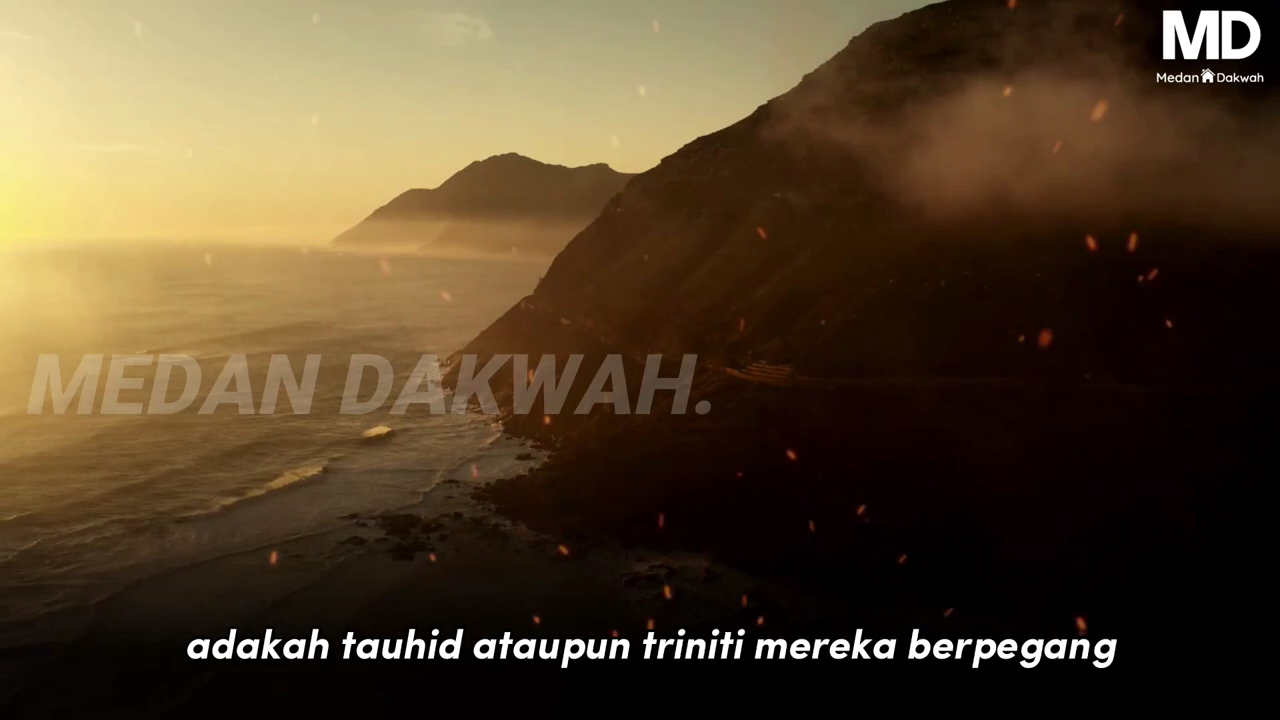 MD
Medan Dakwah
MEDAN DAKWAH.
adakah tauhid ataupun triniti mereka berpegang